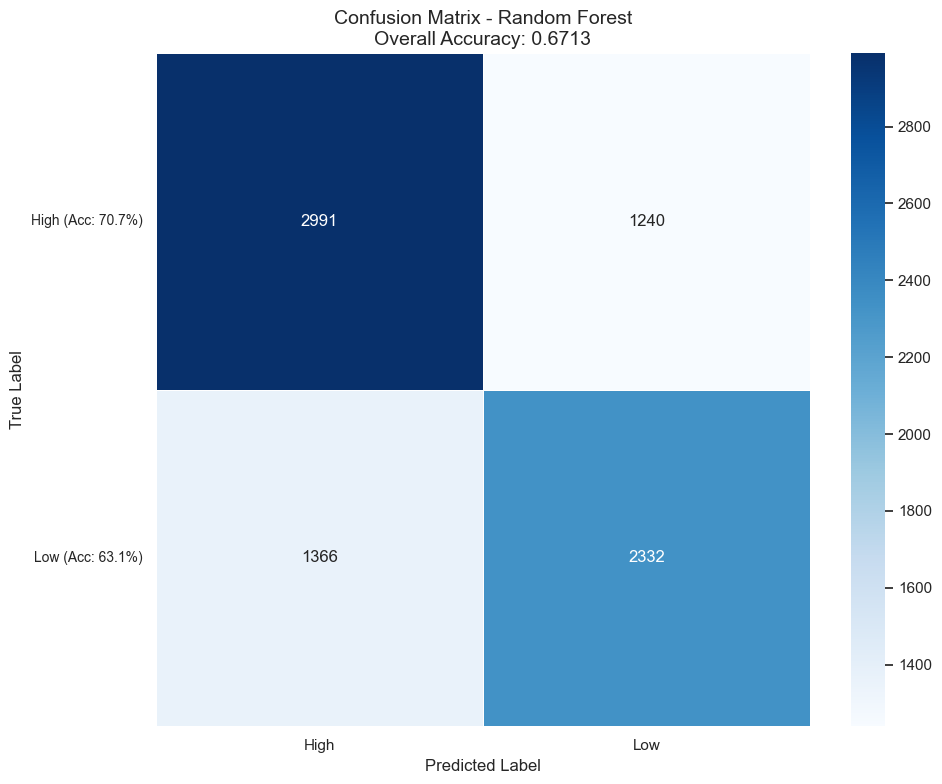 Confusion Matrix - Random Forest
Overall Accuracy: 0.6713
True Label
High (Acc: 70.7%)
2991
1240
Low (Acc: 63.1%)
1366
2332
High
Low
Predicted Label
2800
2600
2400
2200
2000
1800
1600
1400